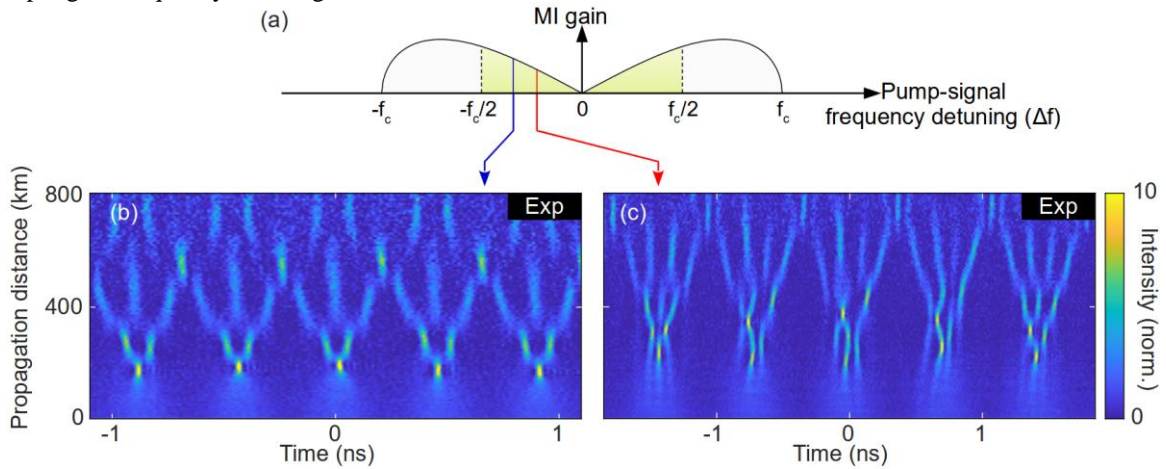 (a)
MI gain
-f_c
-f_c/2
0
f_c/2
f_c
Pump-signal
frequency detuning (Δf)
(b)
Exp
(c)
Exp
Propagation distance (km)
800
400
0
-1
0
1
Time (ns)
-1
0
1
Time (ns)
10
0
Intensity (norm.)